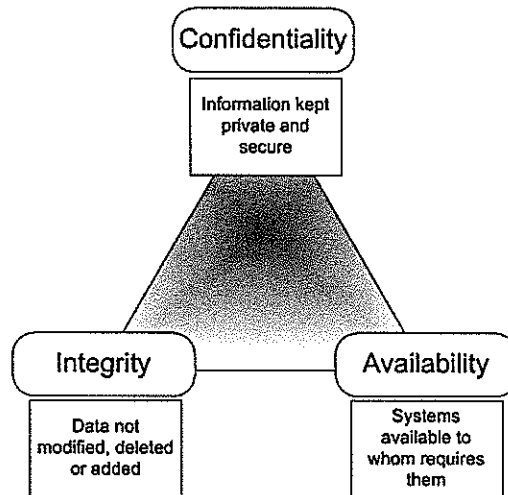 Confidentiality
Information kept
private and
secure
Integrity
Data not
modified, deleted
or added
Availability
Systems
available to
whom requires
them